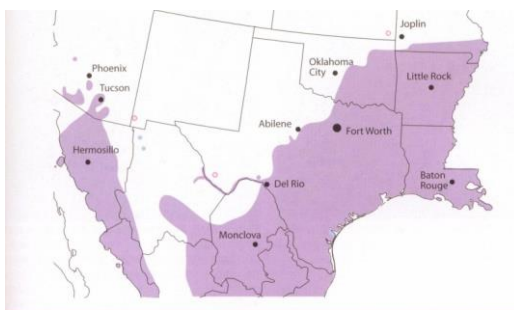 Joplin
Phoenix
Oklahoma
City
Tucson
Little Rock
Abilene
Fort Worth
Hermosillo
Baton
Rouge
Del Rio
Monclova